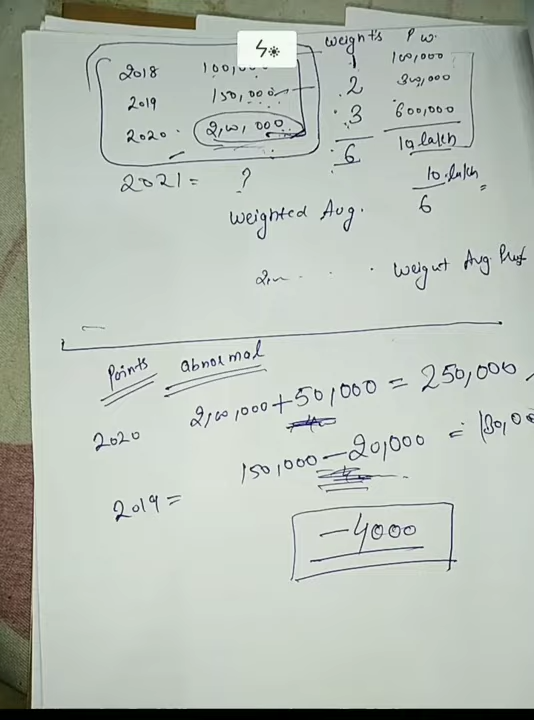 weights P W.
2018 100,000 1 100,000
2019 150,000 2 300,000
2020 2,00,000 3 600,000
6 10 lakh
2021 = ? 10 lakh
6 =
Weighted Avg.
Weight Avg.
Points abnormal
2020 2,00,000 + 50,000 = 250,000
2019 = 150,000 - 20,000 = 130,00
- 4000